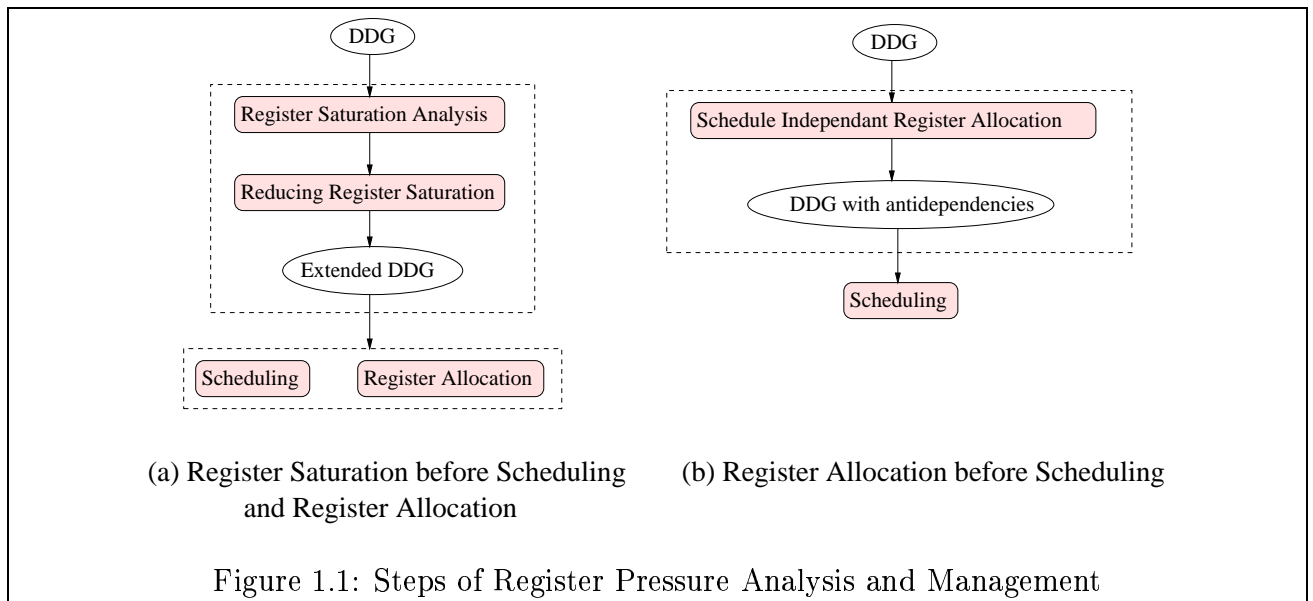 DDG
Register Saturation Analysis
Reducing Register Saturation
Extended DDG
Scheduling
Register Allocation
(a) Register Saturation before Scheduling
and Register Allocation
DDG
Schedule Independant Register Allocation
DDG with antidependencies
Scheduling
(b) Register Allocation before Scheduling
Figure 1.1: Steps of Register Pressure Analysis and Management